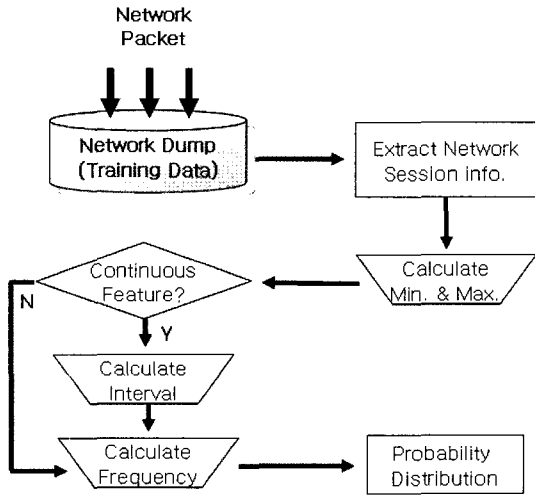 Network
Packet
Network Dump
(Training Data)
Extract Network
Session info.
Calculate
Min. & Max.
Continuous
Feature?
N
Y
Calculate
Interval
Calculate
Frequency
Probability
Distribution